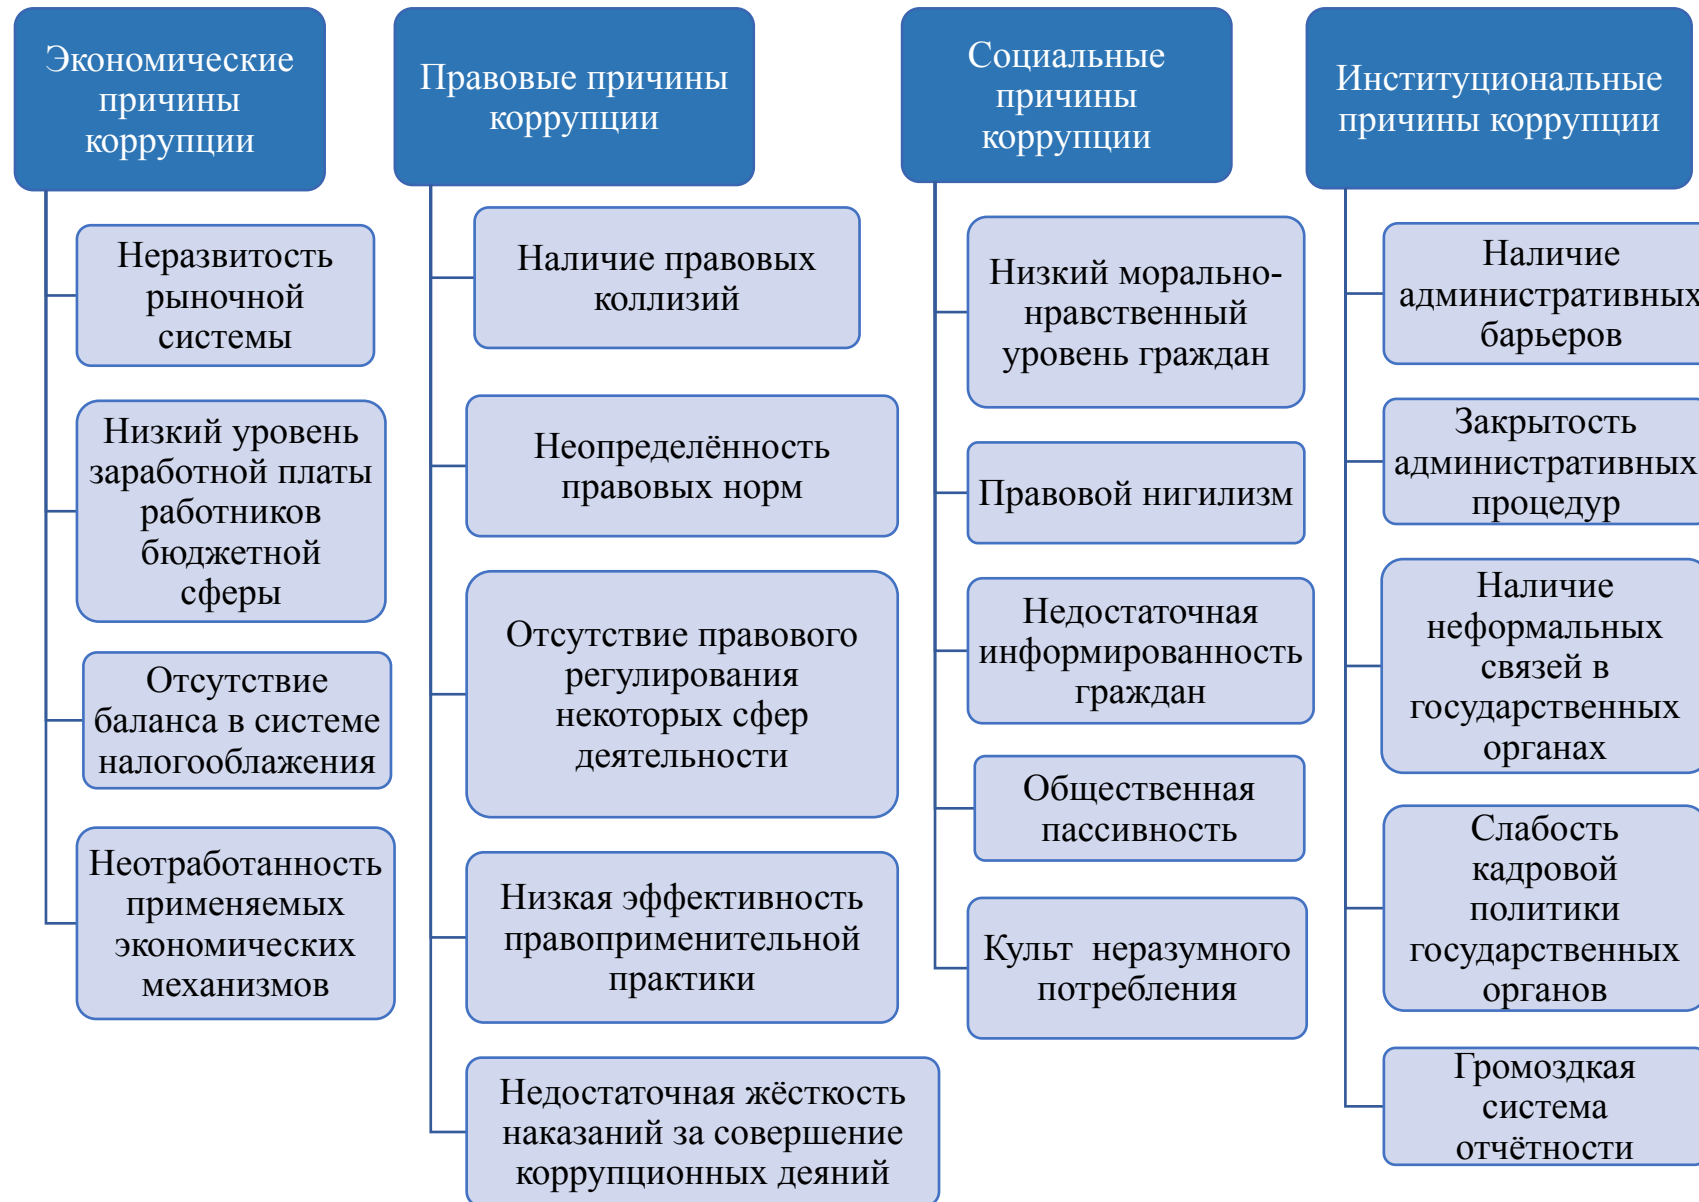 Экономические
причины
коррупции
Неразвитость
рыночной
системы
Низкий уровень
заработной платы
работников
бюджетной
сферы
Отсутствие
баланса в системе
налогооблажения
Неотработанность
применяемых
экономических
механизмов
Правовые причины
коррупции
Наличие правовых
коллизий
Неопределённость
правовых норм
Отсутствие правового
регулирования
некоторых сфер
деятельности
Низкая эффективность
правоприменительной
практики
Недостаточная жёсткость
наказаний за совершение
коррупционных деяний
Социальные
причины
коррупции
Низкий морально-
нравственный
уровень граждан
Правовой нигилизм
Недостаточная
информированность
граждан
Общественная
пассивность
Культ  неразумного
потребления
Институциональные
причины коррупции
Наличие
административных
барьеров
Закрытость
административных
процедур
Наличие
неформальных
связей в
государственных
органах
Слабость
кадровой
политики
государственных
органов
Громоздкая
система
отчётности